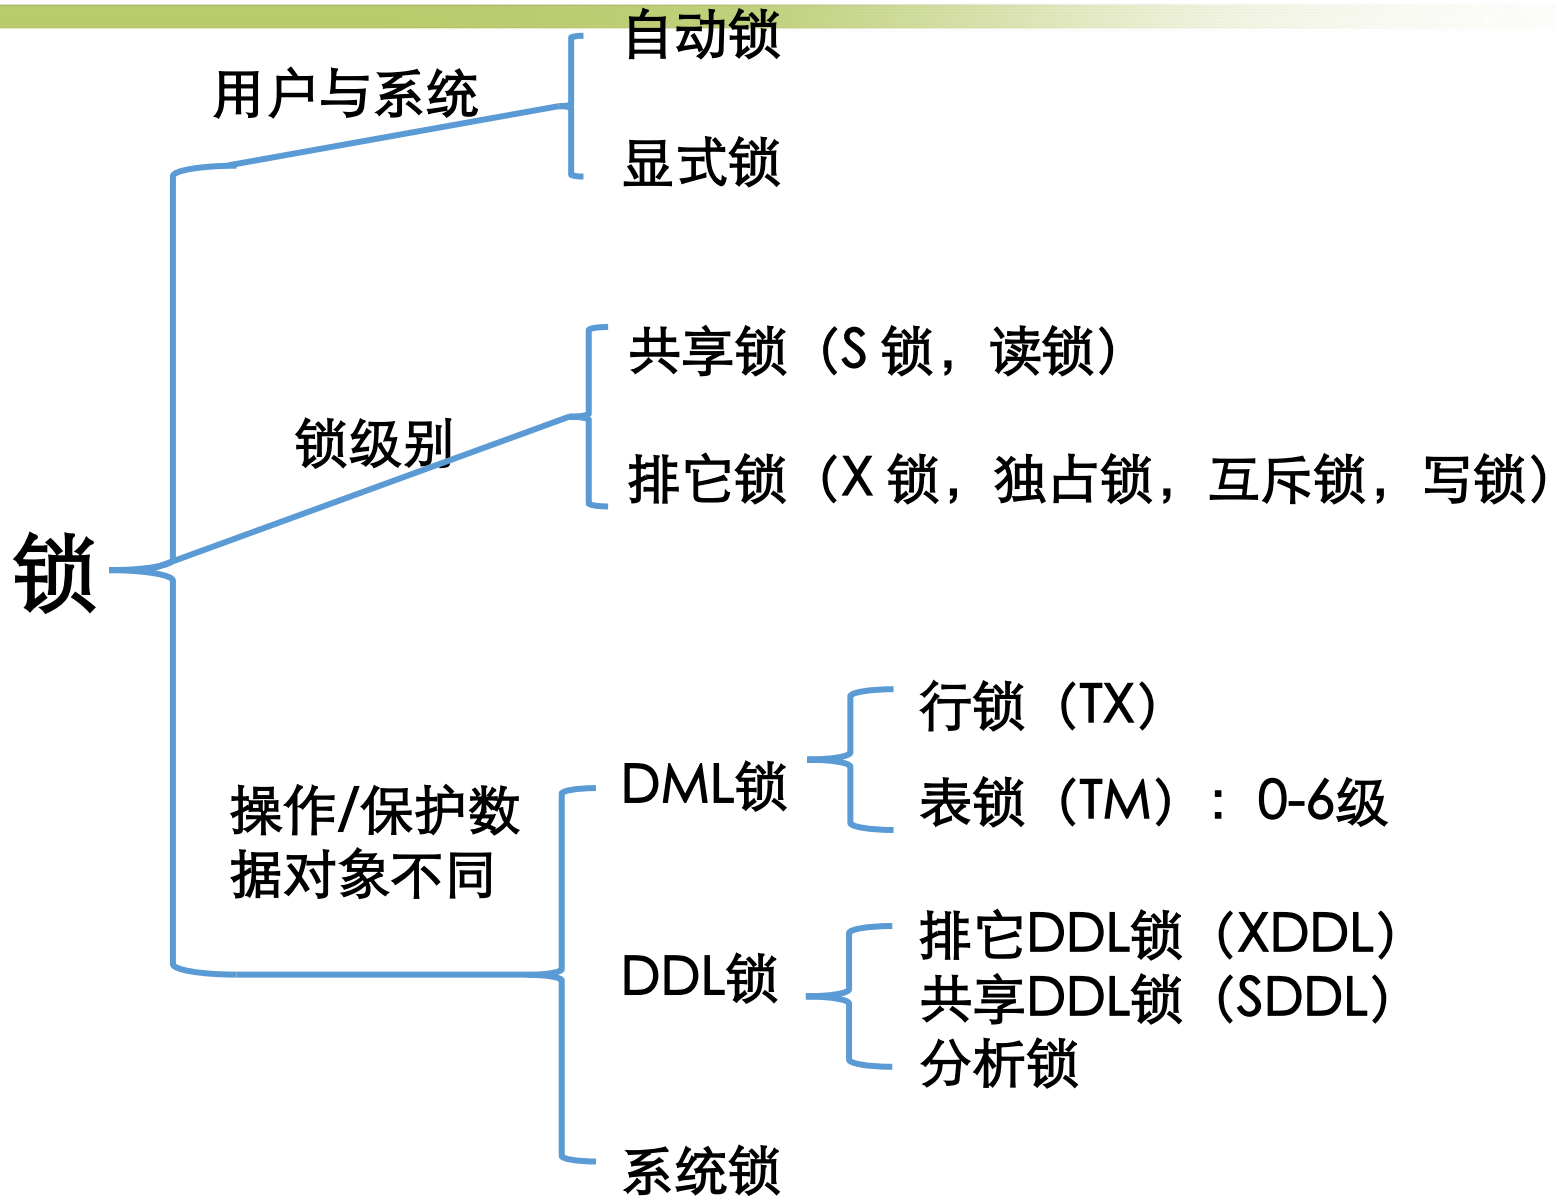 自动锁
用户与系统
显式锁
共享锁（S 锁，读锁）
锁级别
排它锁（X 锁，独占锁，互斥锁，写锁）
锁
行锁（TX）
DML锁
表锁（TM）：0-6级
操作/保护数
据对象不同
排它DDL锁（XDDL）
DDL锁
共享DDL锁（SDDL）
分析锁
系统锁